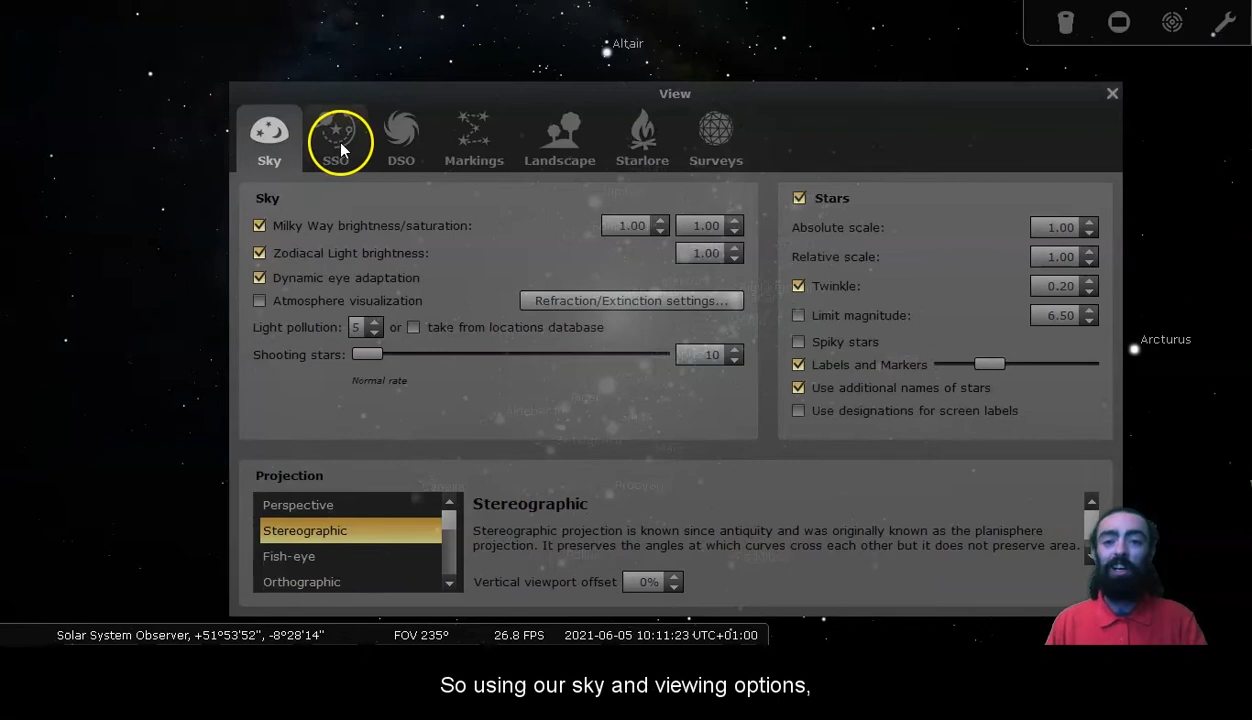 Altair
View
Sky SSO DSO Markings Landscape Starlore Surveys
Sky
Milky Way brightness/saturation: 1.00 1.00
Zodiacal Light brightness: 1.00
Dynamic eye adaptation
Atmosphere visualization Refraction/Extinction settings...
Light pollution: 5 or take from locations database
Shooting stars: 10
Normal rate
Stars
Absolute scale: 1.00
Relative scale: 1.00
Twinkle: 0.20
Limit magnitude: 6.50
Spiky stars
Labels and Markers
Use additional names of stars
Use designations for screen labels
Arcturus
Projection
Perspective
Stereographic
Fish-eye
Orthographic
Stereographic
Stereographic projection is known since antiquity and was originally known as the planisphere
projection. It preserves the angles at which curves cross each other but it does not preserve area.
Vertical viewport offset 0%
Solar System Observer, +51°53'52", -8°28'14" FOV 235° 26.8 FPS 2021-06-05 10:11:23 UTC+01:00
So using our sky and viewing options,